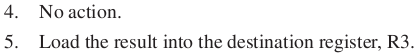 4. No action.
5. Load the result into the destination register, R3.